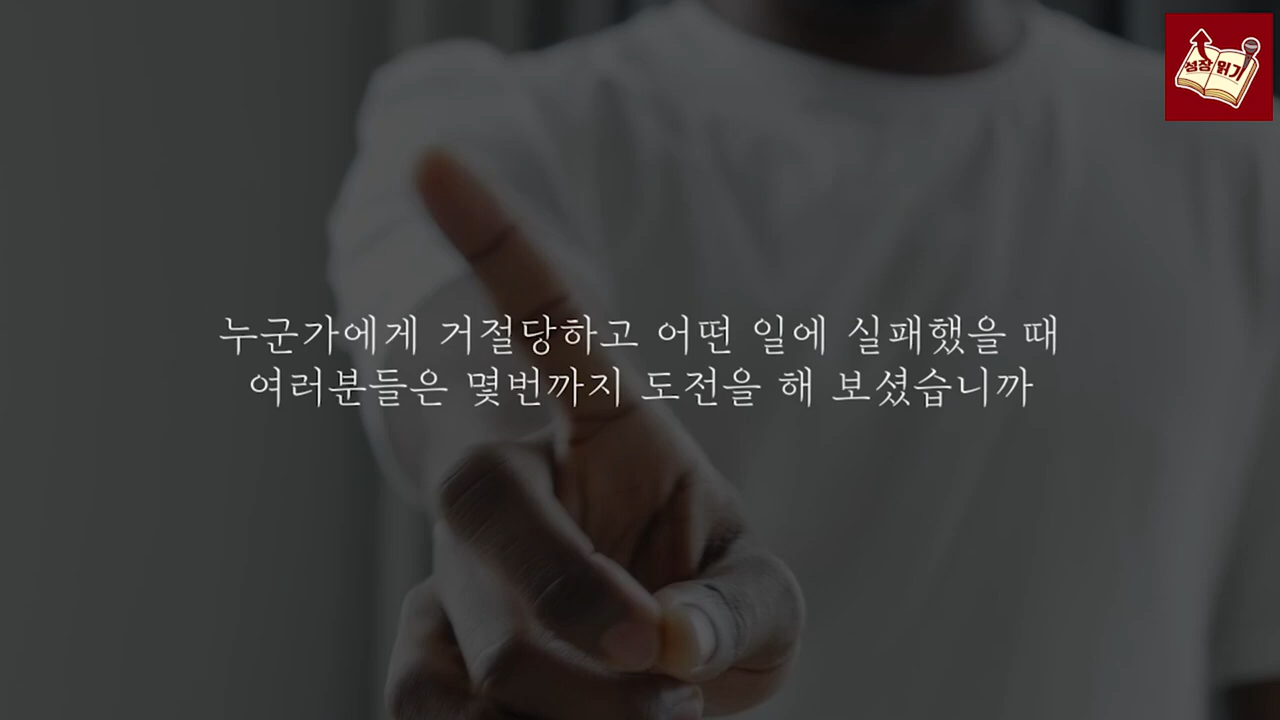 성장 읽기
누군가에게 거절당하고 어떤 일에 실패했을 때
여러분들은 몇번까지 도전을 해 보셨습니까